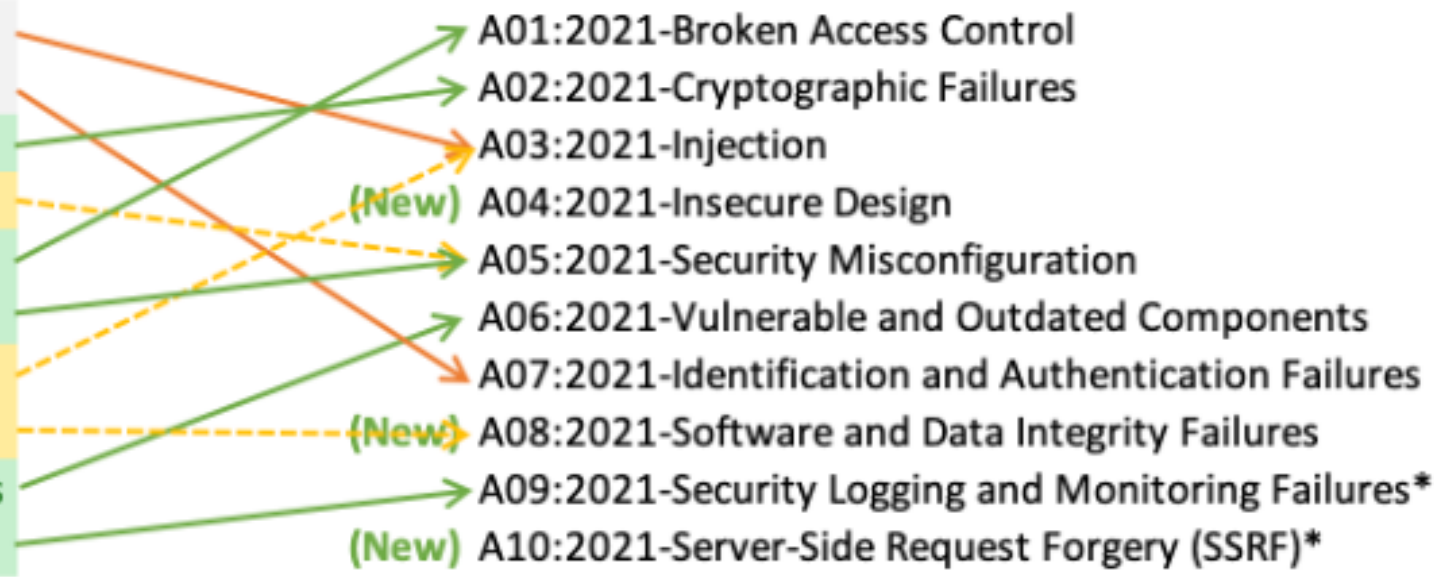 A01:2021-Broken Access Control
A02:2021-Cryptographic Failures
A03:2021-Injection
(New) A04:2021-Insecure Design
A05:2021-Security Misconfiguration
A06:2021-Vulnerable and Outdated Components
A07:2021-Identification and Authentication Failures
(New) A08:2021-Software and Data Integrity Failures
s A09:2021-Security Logging and Monitoring Failures*
(New) A10:2021-Server-Side Request Forgery (SSRF)*